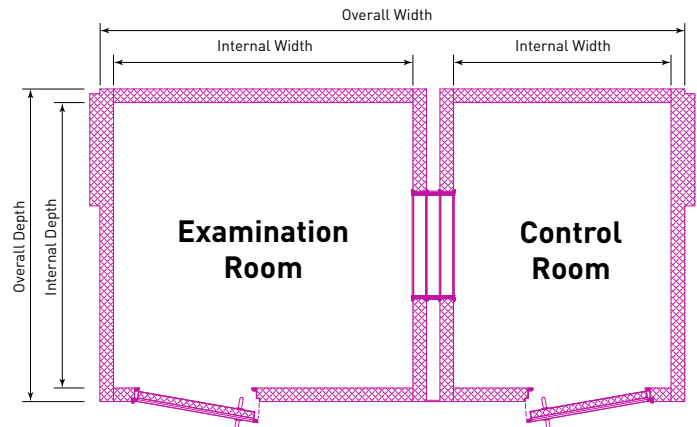 Overall Width
Internal Width
Internal Width
Overall Depth
Internal Depth
Examination
Room
Control
Room